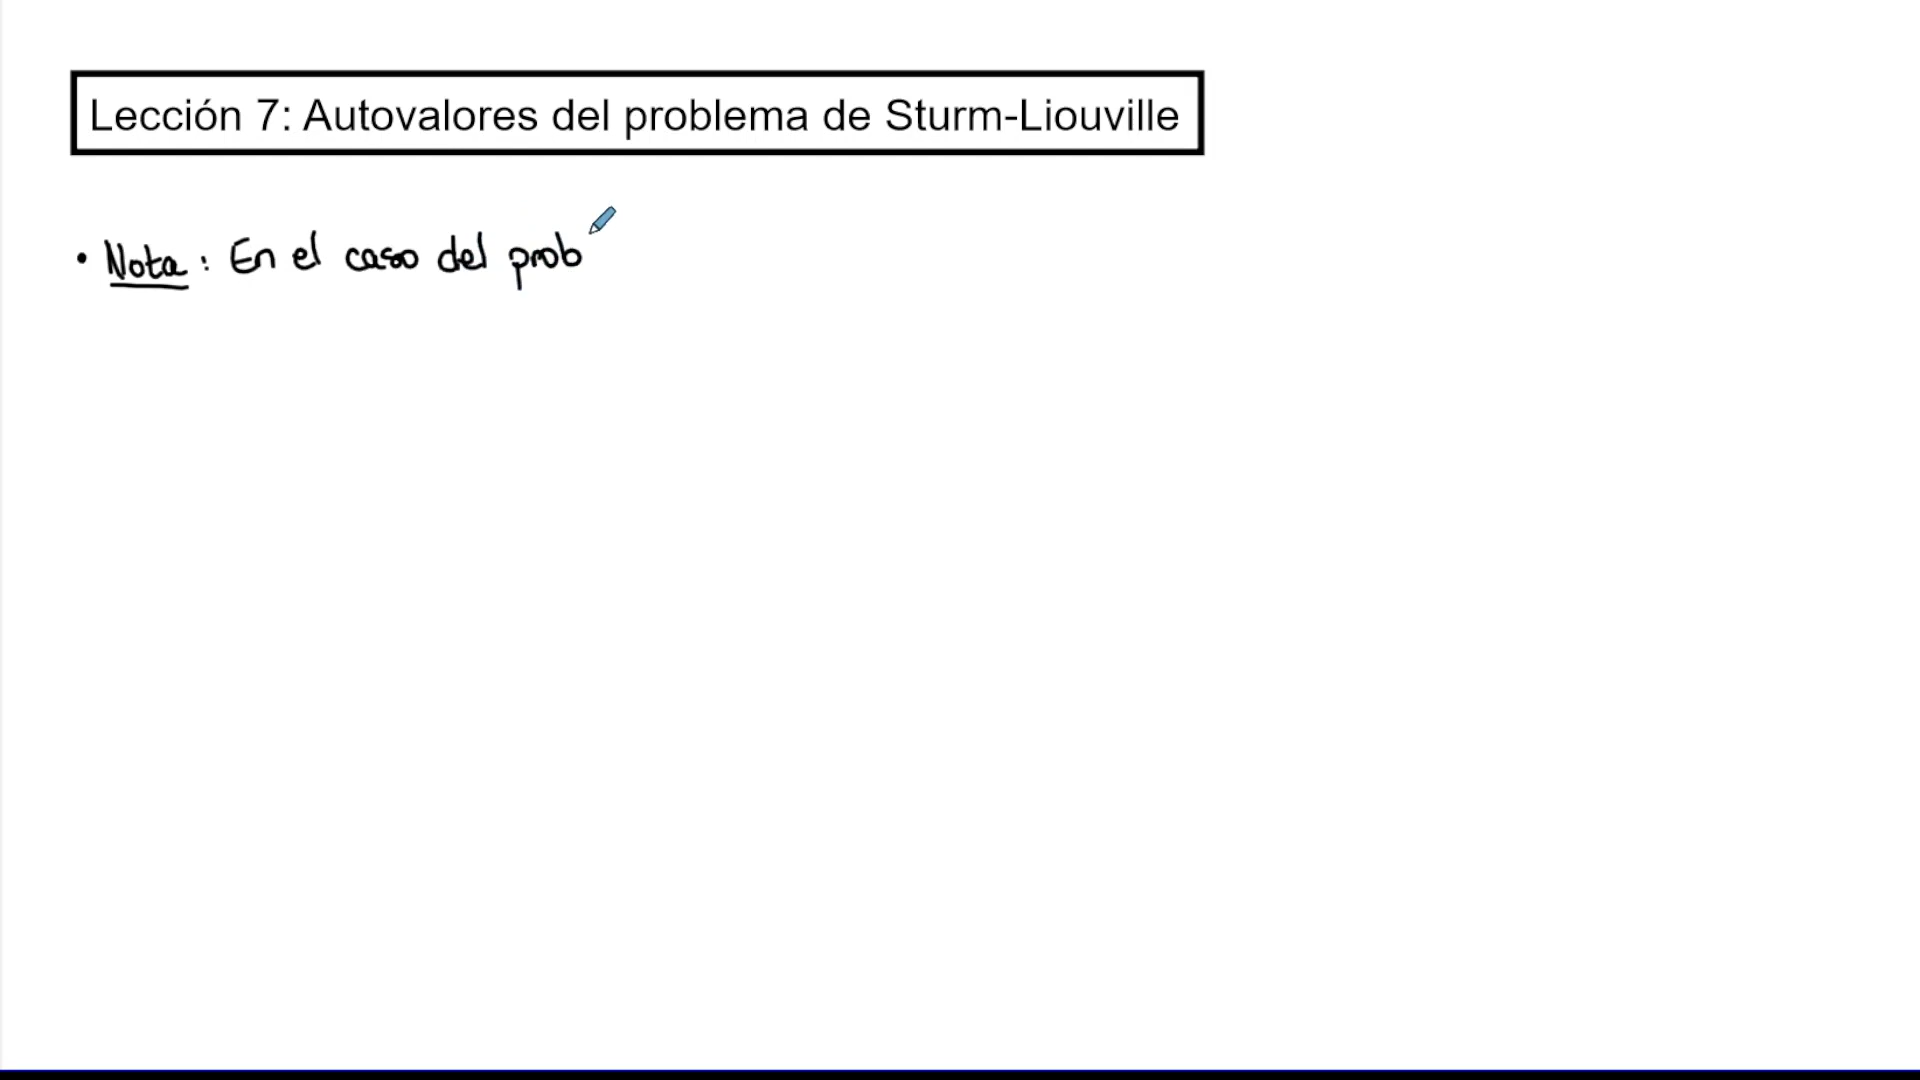 Lección 7: Autovalores del problema de Sturm-Liouville
• Nota: En el caso del prob